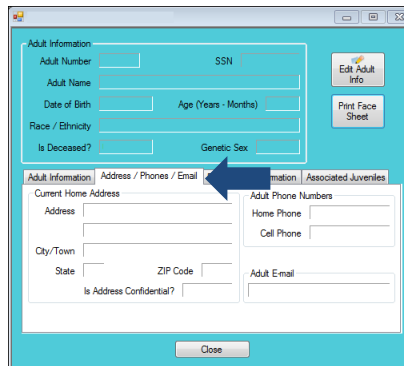 Adult Information
Adult Number SSN
Edit Adult Info
Adult Name
Date of Birth Age (Years - Months)
Print Face Sheet
Race / Ethnicity
Is Deceased? Genetic Sex
Adult Information Address / Phones / Email mation Associated Juveniles
Current Home Address Adult Phone Numbers
Address Home Phone
Cell Phone
City/Town
State ZIP Code Adult E-mail
Is Address Confidential?
Close